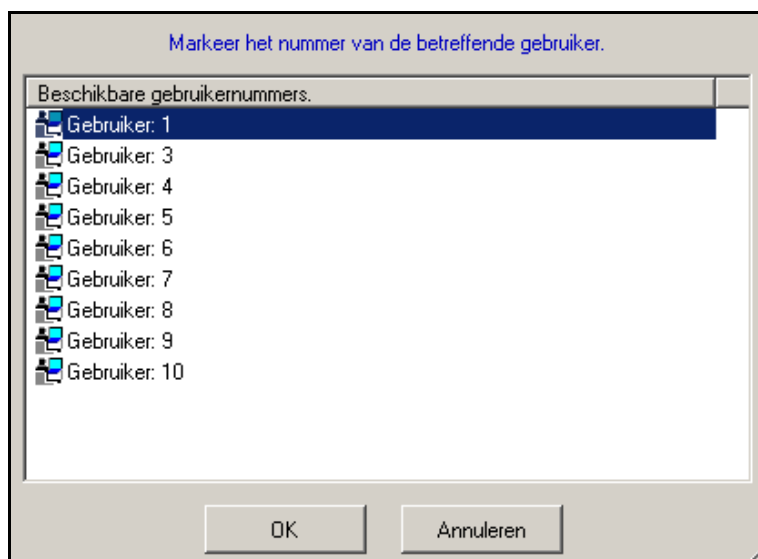 Markeer het nummer van de betreffende gebruiker.
Beschikbare gebruikernummers.
Gebruiker: 1
Gebruiker: 3
Gebruiker: 4
Gebruiker: 5
Gebruiker: 6
Gebruiker: 7
Gebruiker: 8
Gebruiker: 9
Gebruiker: 10
OK Annuleren